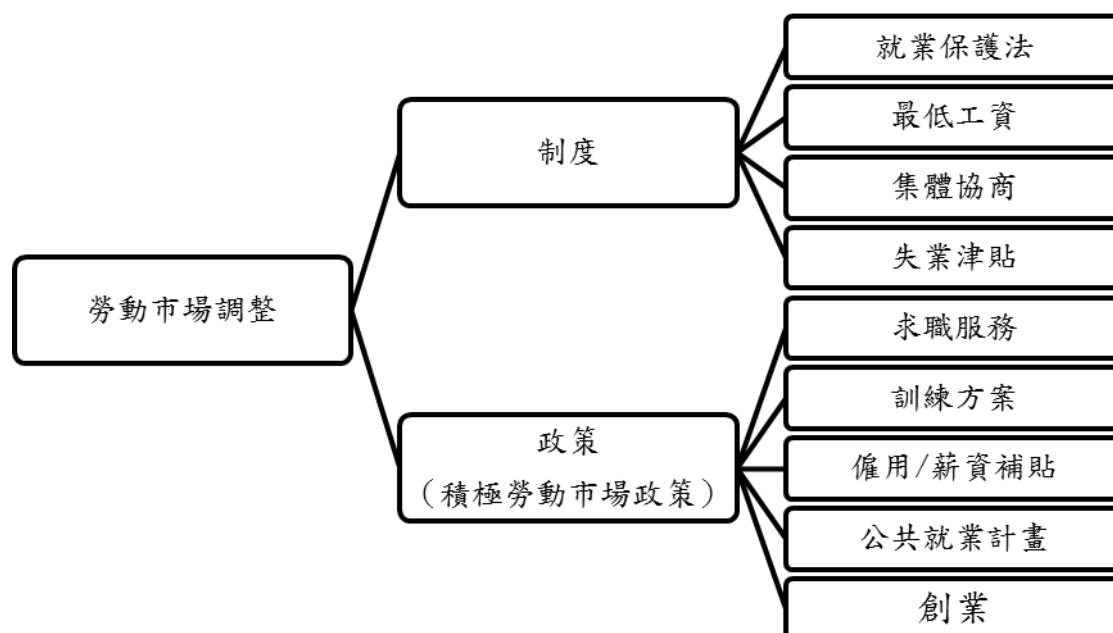 勞動市場調整
制度
就業保護法
最低工資
集體協商
失業津貼
政策
（積極勞動市場政策）
求職服務
訓練方案
僱用/薪資補貼
公共就業計畫
創業